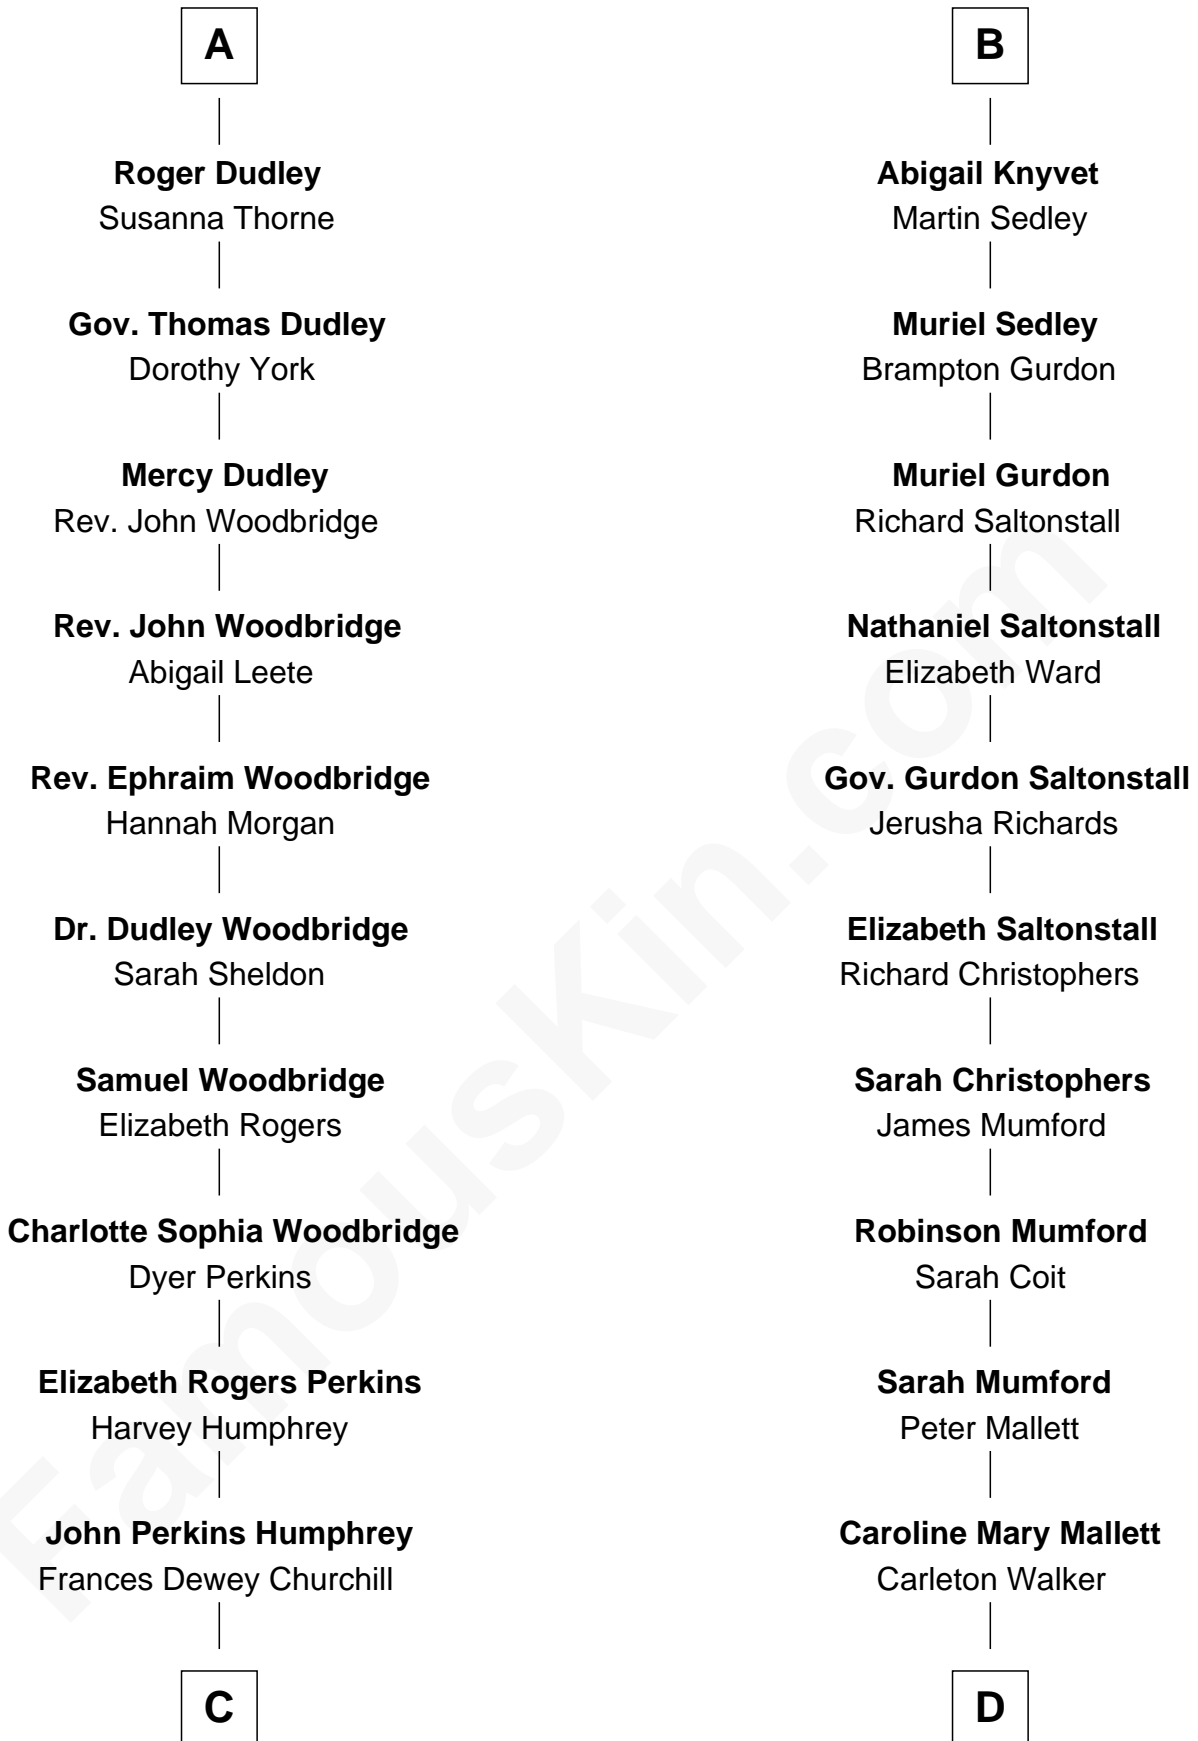 A
Roger Dudley
Susanna Thorne
Gov. Thomas Dudley
Dorothy York
Mercy Dudley
Rev. John Woodbridge
Rev. John Woodbridge
Abigail Leete
Rev. Ephraim Woodbridge
Hannah Morgan
Dr. Dudley Woodbridge
Sarah Sheldon
Samuel Woodbridge
Elizabeth Rogers
Charlotte Sophia Woodbridge
Dyer Perkins
Elizabeth Rogers Perkins
Harvey Humphrey
John Perkins Humphrey
Frances Dewey Churchill
C
B
Abigail Knyvet
Martin Sedley
Muriel Sedley
Brampton Gurdon
Muriel Gurdon
Richard Saltonstall
Nathaniel Saltonstall
Elizabeth Ward
Gov. Gurdon Saltonstall
Jerusha Richards
Elizabeth Saltonstall
Richard Christophers
Sarah Christophers
James Mumford
Robinson Mumford
Sarah Coit
Sarah Mumford
Peter Mallett
Caroline Mary Mallett
Carleton Walker
D
FamousKin.com